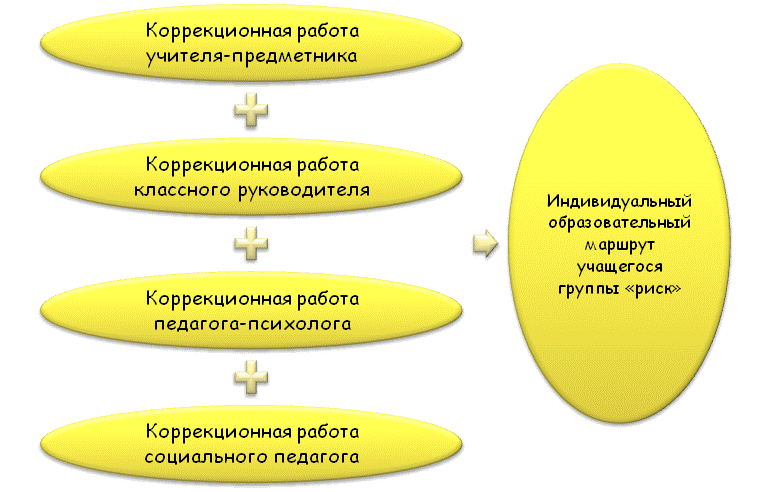 Коррекционная работа
учителя-предметника
Коррекционная работа
классного руководителя
Коррекционная работа
педагога-психолога
Коррекционная работа
социального педагога
Индивидуальный
образовательный
маршрут
учащегося
группы «риск»